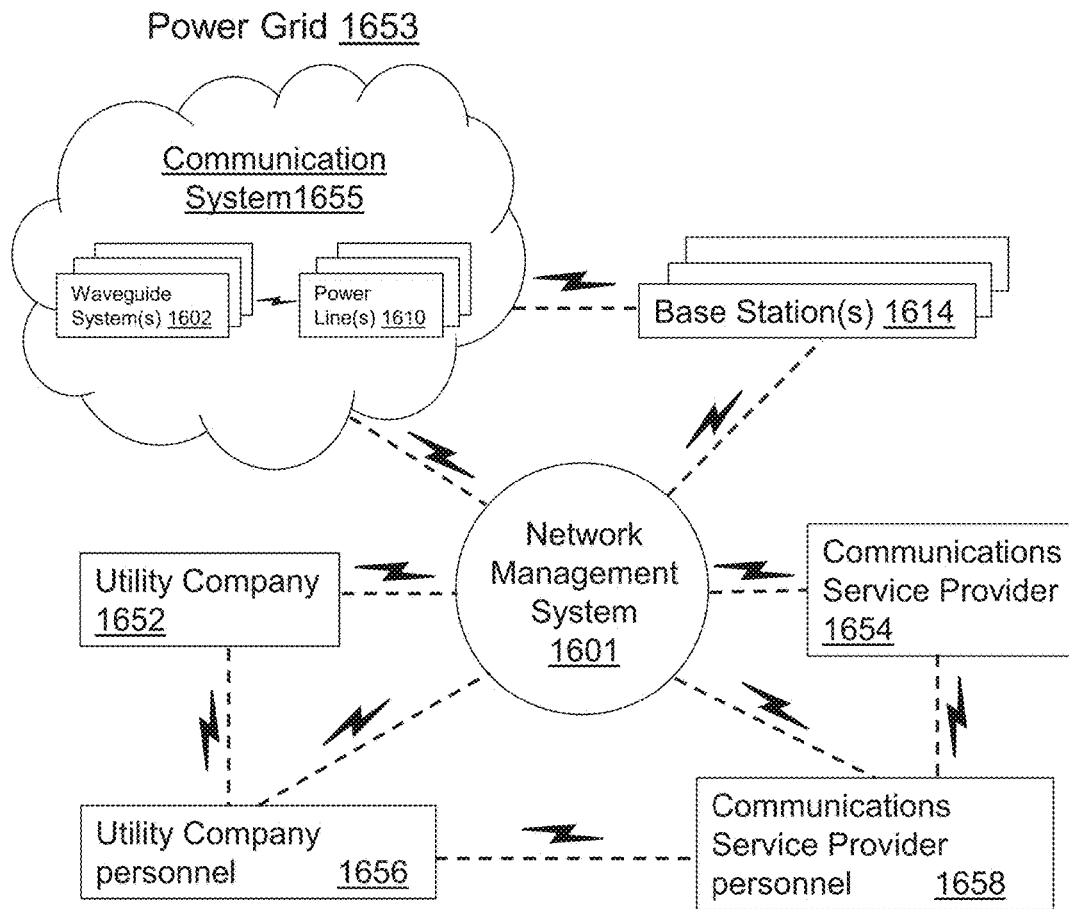 Power Grid 1653
Communication
System1655
Waveguide
System(s) 1602
Power
Line(s) 1610
Base Station(s) 1614
Network
Management
System
1601
Utility Company
1652
Communications
Service Provider
1654
Utility Company
personnel 1656
Communications
Service Provider
personnel 1658